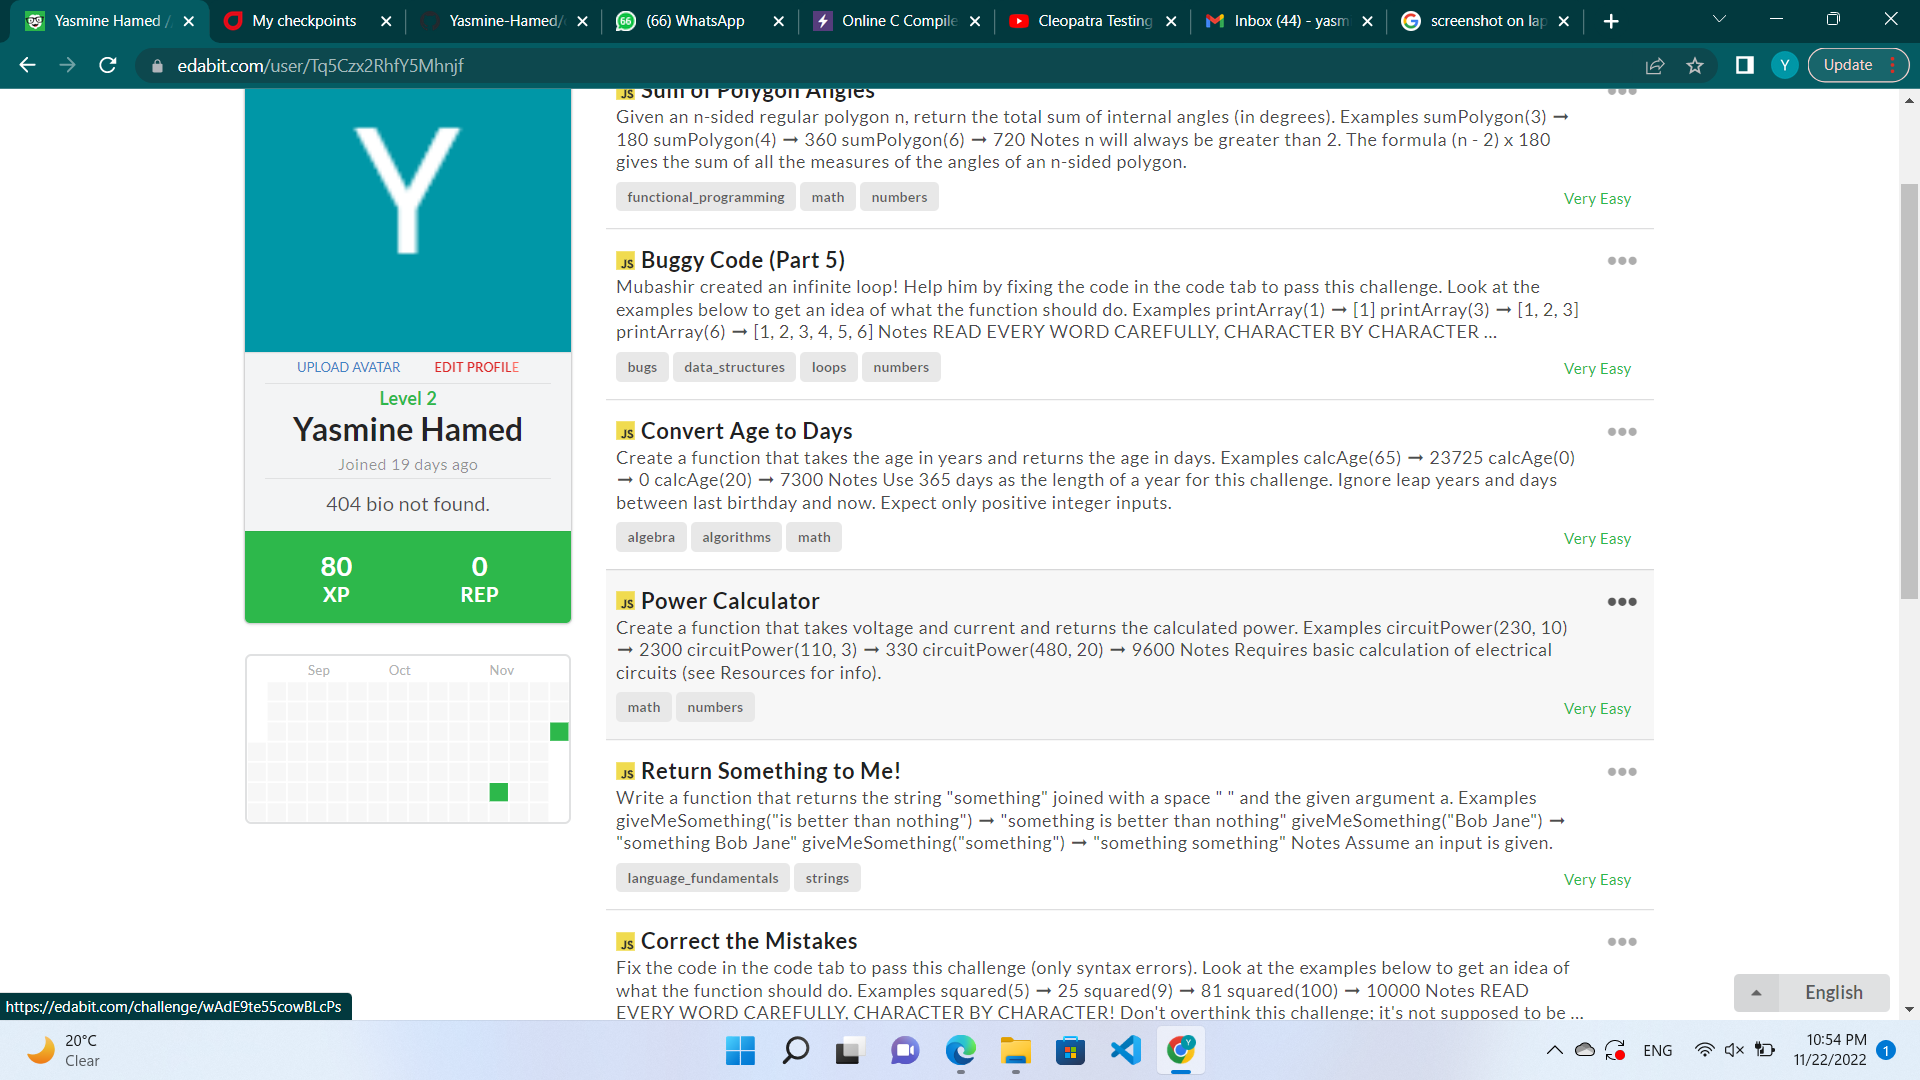 Yasmine Hamed /
My checkpoints
Yasmine-Hamed/
(66) WhatsApp
Online C Compile
Cleopatra Testing
Inbox (44) - yasm
screenshot on lap
edabit.com/user/Tq5Czx2RhfY5Mhnjf
Y
Update
Y
UPLOAD AVATAR
EDIT PROFILE
Level 2
Yasmine Hamed
Joined 19 days ago
404 bio not found.
80
XP
0
REP
Sep
Oct
Nov
JS Sum of Polygon Angles
Given an n-sided regular polygon n, return the total sum of internal angles (in degrees). Examples sumPolygon(3) ➞
180 sumPolygon(4) ➞ 360 sumPolygon(6) ➞ 720 Notes n will always be greater than 2. The formula (n - 2) x 180
gives the sum of all the measures of the angles of an n-sided polygon.
functional_programming
math
numbers
Very Easy
JS Buggy Code (Part 5)
Mubashir created an infinite loop! Help him by fixing the code in the code tab to pass this challenge. Look at the
examples below to get an idea of what the function should do. Examples printArray(1) ➞ [1] printArray(3) ➞ [1, 2, 3]
printArray(6) ➞ [1, 2, 3, 4, 5, 6] Notes READ EVERY WORD CAREFULLY, CHARACTER BY CHARACTER ...
bugs
data_structures
loops
numbers
Very Easy
JS Convert Age to Days
Create a function that takes the age in years and returns the age in days. Examples calcAge(65) ➞ 23725 calcAge(0)
➞ 0 calcAge(20) ➞ 7300 Notes Use 365 days as the length of a year for this challenge. Ignore leap years and days
between last birthday and now. Expect only positive integer inputs.
algebra
algorithms
math
Very Easy
JS Power Calculator
Create a function that takes voltage and current and returns the calculated power. Examples circuitPower(230, 10)
➞ 2300 circuitPower(110, 3) ➞ 330 circuitPower(480, 20) ➞ 9600 Notes Requires basic calculation of electrical
circuits (see Resources for info).
math
numbers
Very Easy
JS Return Something to Me!
Write a function that returns the string "something" joined with a space " " and the given argument a. Examples
giveMeSomething("is better than nothing") ➞ "something is better than nothing" giveMeSomething("Bob Jane") ➞
"something Bob Jane" giveMeSomething("something") ➞ "something something" Notes Assume an input is given.
language_fundamentals
strings
Very Easy
JS Correct the Mistakes
Fix the code in the code tab to pass this challenge (only syntax errors). Look at the examples below to get an idea of
what the function should do. Examples squared(5) ➞ 25 squared(9) ➞ 81 squared(100) ➞ 10000 Notes READ
EVERY WORD CAREFULLY, CHARACTER BY CHARACTER! Don't overthink this challenge; it's not supposed to be ...
English
https://edabit.com/challenge/wAdE9te55cowBLcPs
20°C
Clear
ENG
10:54 PM
11/22/2022
1